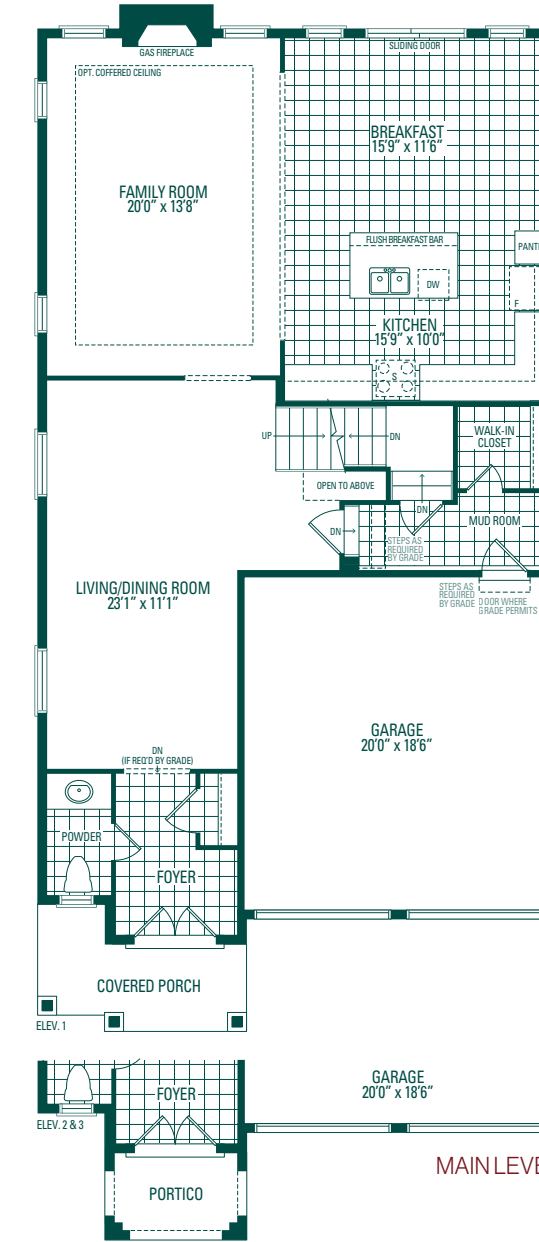 GAS FIREPLACE
SLIDING DOOR
OPT. COFFERED CEILING
BREAKFAST
15'9" x 11'6"
FAMILY ROOM
20'0" x 13'8"
FLUSH BREAKFAST BAR
PANT
DW
F
KITCHEN
15'9" x 10'0"
S
UP
DN
WALK-IN
CLOSET
OPEN TO ABOVE
DN
DN
MUD ROOM
STEPS AS
REQUIRED
BY GRADE
STEPS AS
REQUIRED
BY GRADE
DOOR WHERE
GRADE PERMITS
LIVING/DINING ROOM
23'1" x 11'1"
GARAGE
20'0" x 18'6"
DN
(IF REQ'D BY GRADE)
POWDER
FOYER
COVERED PORCH
ELEV. 1
GARAGE
20'0" x 18'6"
FOYER
ELEV. 2 & 3
MAIN LEVE
PORTICO